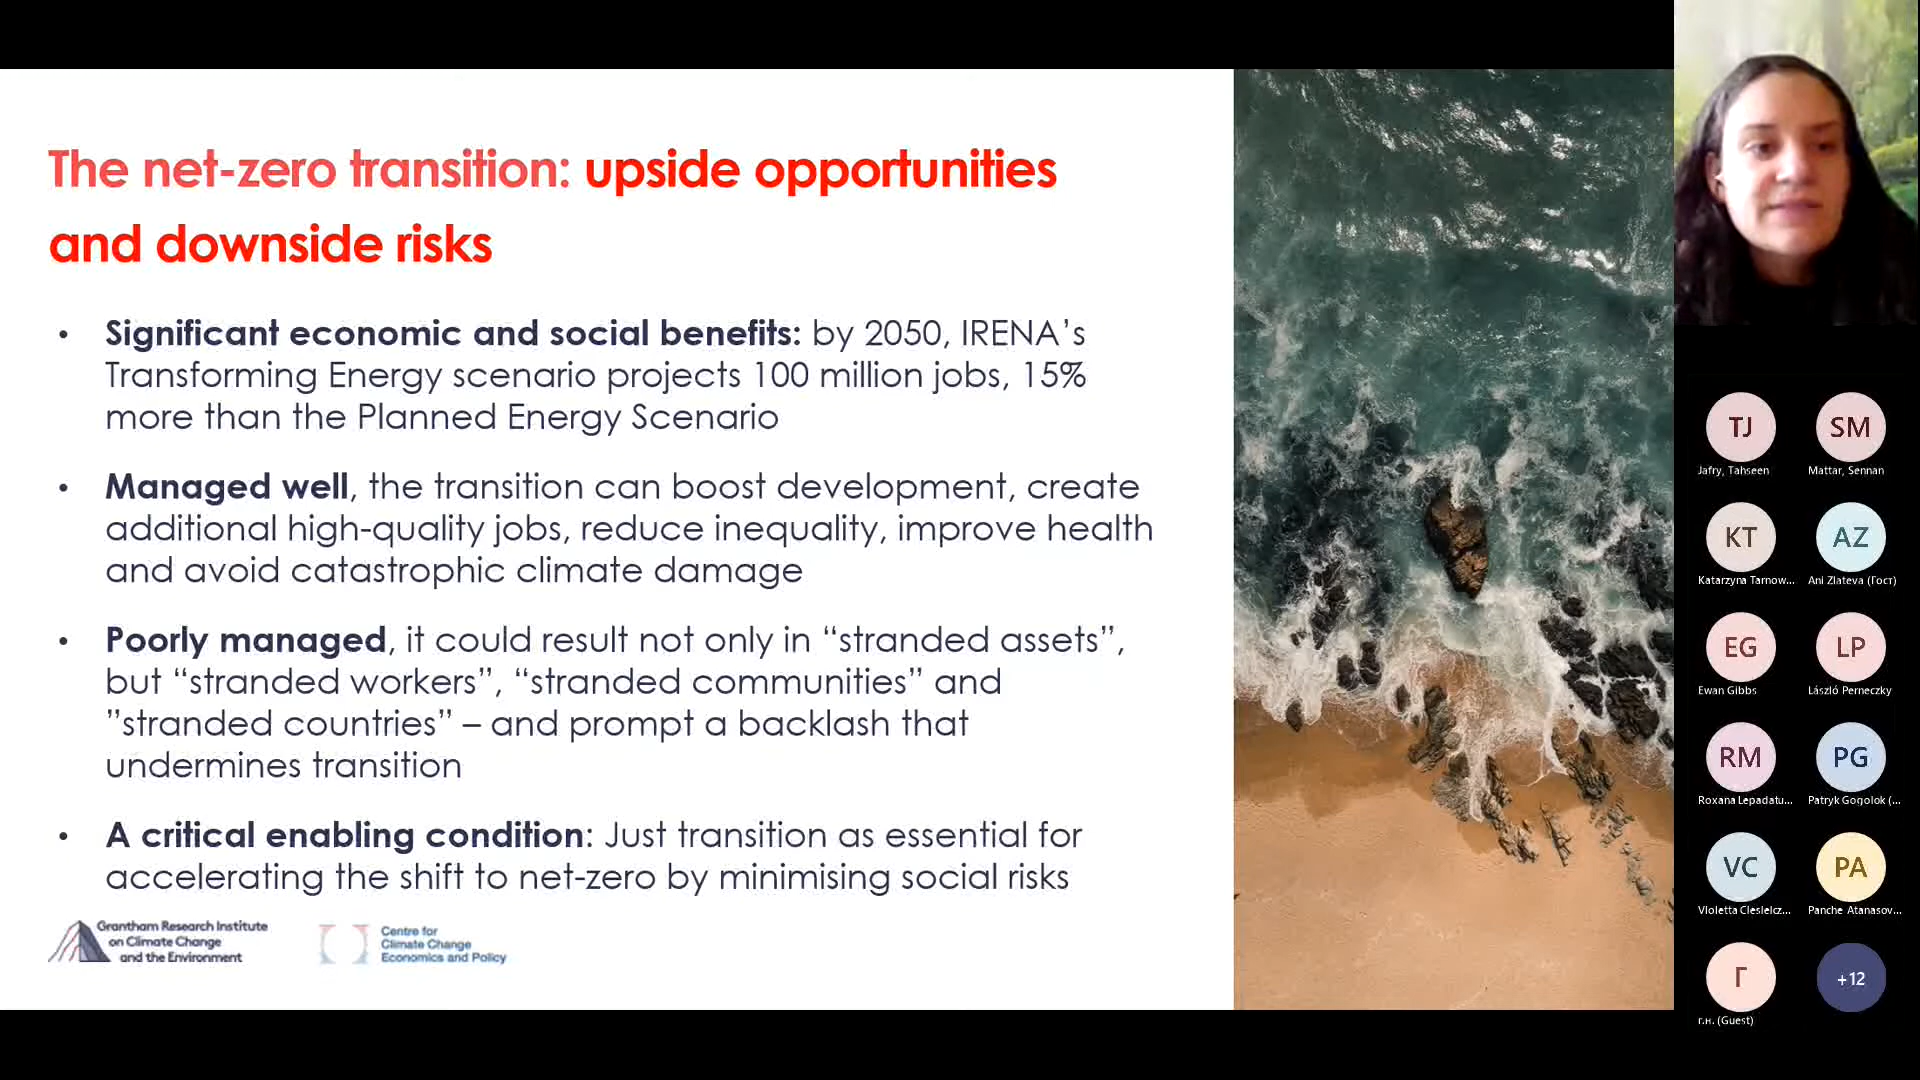 The net-zero transition: upside opportunities
and downside risks
• Significant economic and social benefits: by 2050, IRENA’s
Transforming Energy scenario projects 100 million jobs, 15%
more than the Planned Energy Scenario
• Managed well, the transition can boost development, create
additional high-quality jobs, reduce inequality, improve health
and avoid catastrophic climate damage
• Poorly managed, it could result not only in “stranded assets”,
but “stranded workers”, “stranded communities” and
”stranded countries” – and prompt a backlash that
undermines transition
• A critical enabling condition: Just transition as essential for
accelerating the shift to net-zero by minimising social risks
Grantham Research Institute
on Climate Change
and the Environment
Centre for
Climate Change
Economics and Policy
TJ
Jafry, Tahseen
SM
Mattar, Sennan
KT
Katarzyna Tarnow...
AZ
Ani Zlateva (Гост)
EG
Ewan Gibbs
LP
László Perneczky
RM
Roxana Lepadatu...
PG
Patryk Gogolok (...
VC
Violetta Cieslelcz...
PA
Panche Atanasov...
Г
г.н. (Guest)
+12